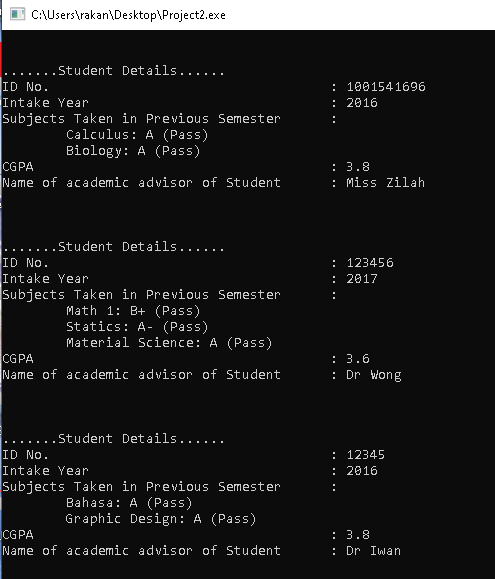 C:\Users\rakan\Desktop\Project2.exe
.......Student Details......
ID No. : 1001541696
Intake Year : 2016
Subjects Taken in Previous Semester :
Calculus: A (Pass)
Biology: A (Pass)
CGPA : 3.8
Name of academic advisor of Student : Miss Zilah
.......Student Details......
ID No. : 123456
Intake Year : 2017
Subjects Taken in Previous Semester :
Math 1: B+ (Pass)
Statics: A- (Pass)
Material Science: A (Pass)
CGPA : 3.6
Name of academic advisor of Student : Dr Wong
.......Student Details......
ID No. : 12345
Intake Year : 2016
Subjects Taken in Previous Semester :
Bahasa: A (Pass)
Graphic Design: A (Pass)
CGPA : 3.8
Name of academic advisor of Student : Dr Iwan